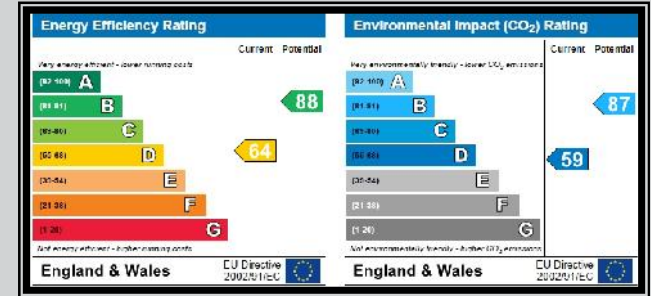 Energy Efficiency Rating
Current Potential
Very energy efficient - lower running costs
(92-100) A
(81-91) B
(69-80) C
(55-68) D
(39-54) E
(21-38) F
(1-20) G
88
64
Not energy efficient - higher running costs
England & Wales
EU Directive
2002/91/EC
Environmental Impact (CO₂) Rating
Current Potential
Very environmentally friendly - lower CO₂ emissions
(92-100) A
(81-91) B
(69-80) C
(55-68) D
(39-54) E
(21-38) F
(1-20) G
87
59
Not environmentally friendly - higher CO₂ emissions
England & Wales
EU Directive
2002/91/EC